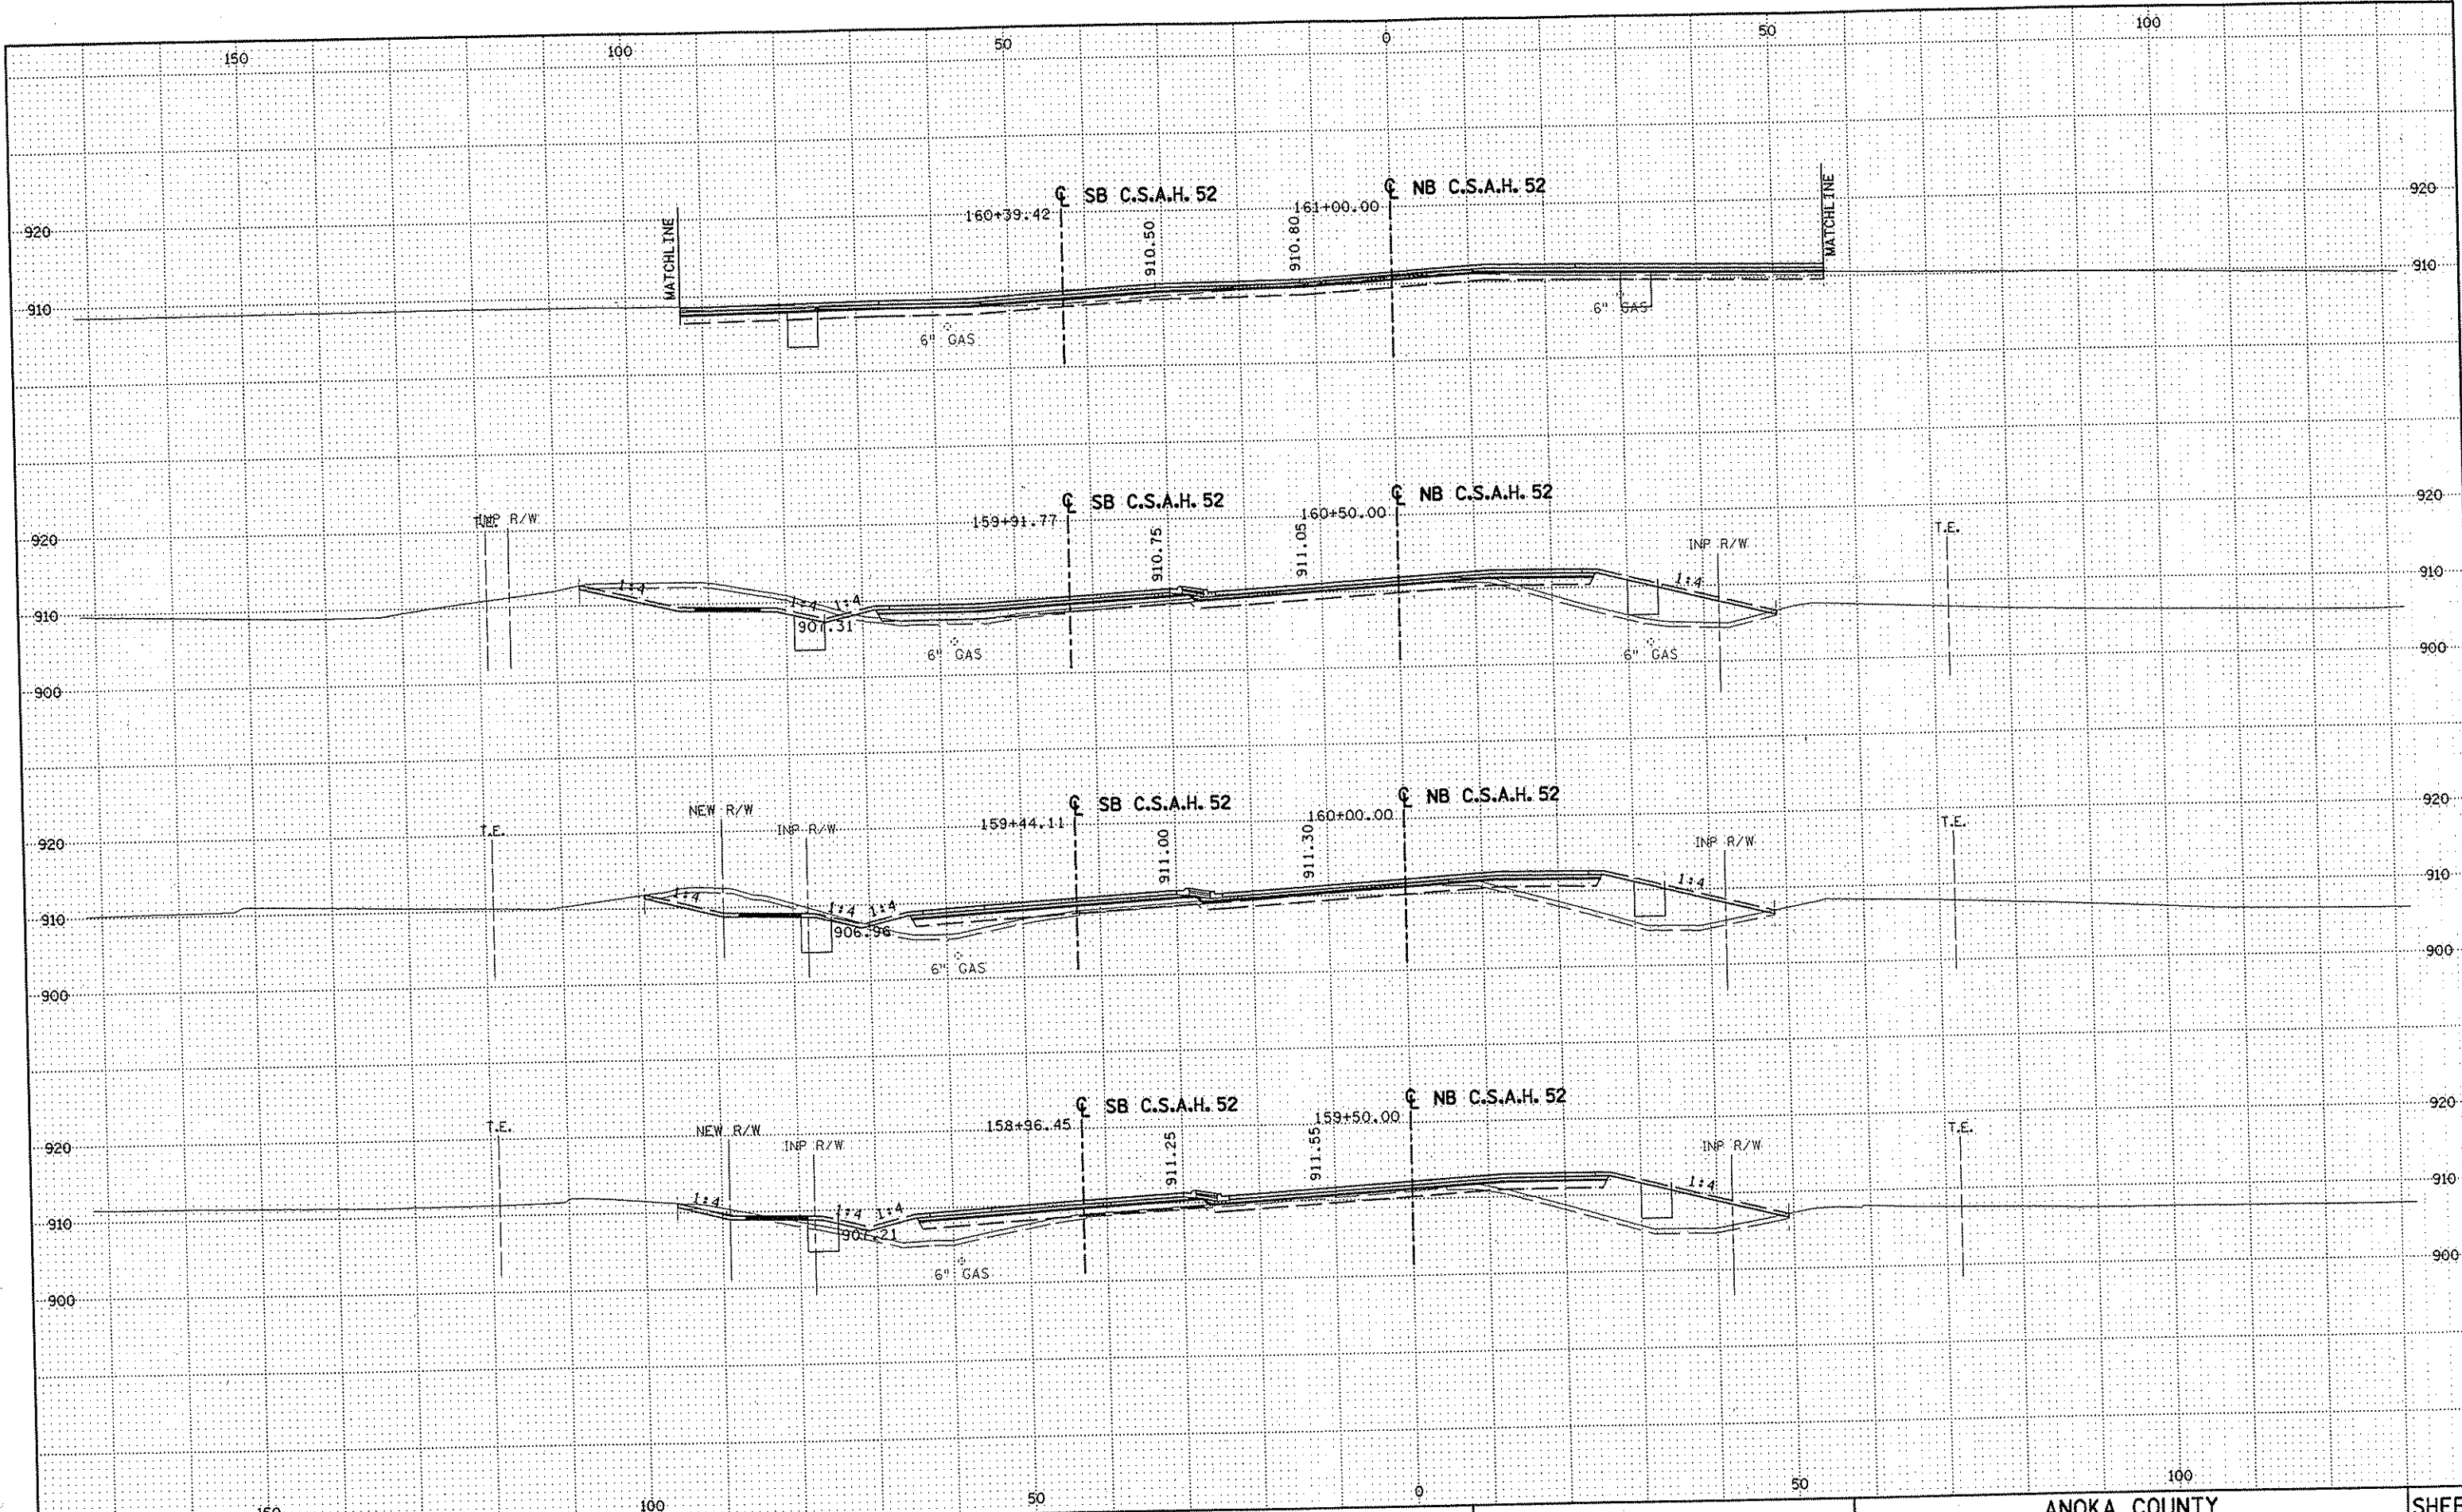 150 100 50 0 50 100
℄ SB C.S.A.H. 52 ℄ NB C.S.A.H. 52
160+39.42 161+00.00
MATCHLINE 910.50 910.80 MATCHLINE
920 920
910 910
6" GAS 6" GAS
℄ SB C.S.A.H. 52 ℄ NB C.S.A.H. 52
159+91.77 160+50.00
T.E. INP R/W 910.75 911.05 INP R/W T.E.
920 920
1:4 1:4 1:4 1:4
910 910
907.31
6" GAS 6" GAS
900 900
℄ SB C.S.A.H. 52 ℄ NB C.S.A.H. 52
159+44.11 160+00.00
T.E. NEW R/W INP R/W 911.00 911.30 INP R/W T.E.
920 920
1:4 1:4 1:4 1:4
910 910
906.96
6" GAS
900 900
℄ SB C.S.A.H. 52 ℄ NB C.S.A.H. 52
158+96.45 159+50.00
T.E. NEW R/W INP R/W 911.25 911.55 INP R/W T.E.
920 920
1:4 1:4 1:4 1:4
910 910
907.21
6" GAS
900 900
150 100 50 0 50 100
ANOKA COUNTY